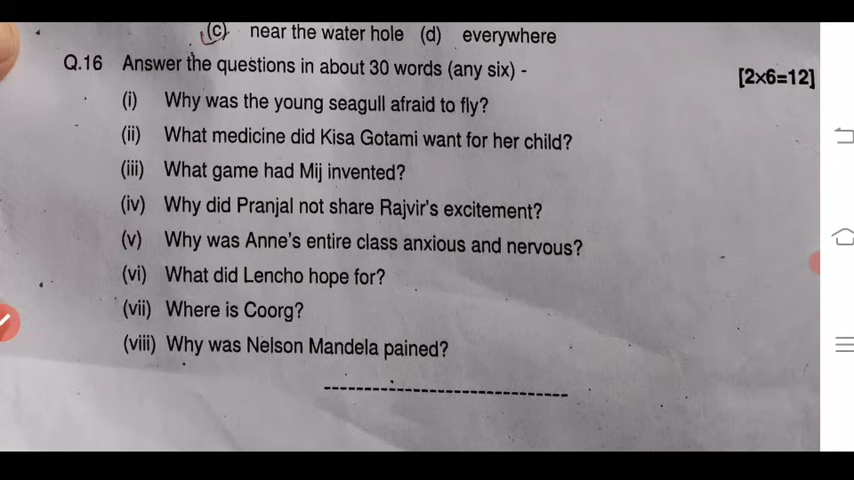 (c) near the water hole (d) everywhere
Q.16 Answer the questions in about 30 words (any six) - [2×6=12]
(i) Why was the young seagull afraid to fly?
(ii) What medicine did Kisa Gotami want for her child?
(iii) What game had Mij invented?
(iv) Why did Pranjal not share Rajvir's excitement?
(v) Why was Anne's entire class anxious and nervous?
(vi) What did Lencho hope for?
(vii) Where is Coorg?
(viii) Why was Nelson Mandela pained?